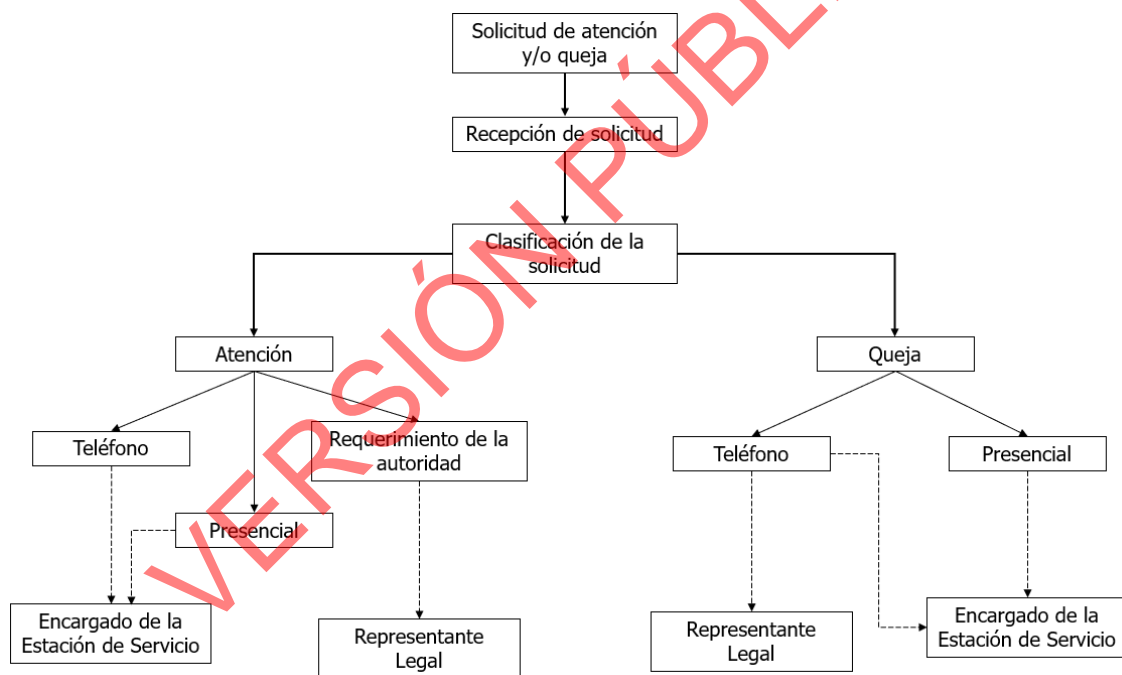 Solicitud de atención
y/o queja
Recepción de solicitud
Clasificación de la
solicitud
Atención
Queja
Teléfono
Requerimiento de la
autoridad
Presencial
Teléfono
Presencial
Encargado de la
Estación de Servicio
Representante
Legal
Representante
Legal
Encargado de la
Estación de Servicio
VERSIÓN